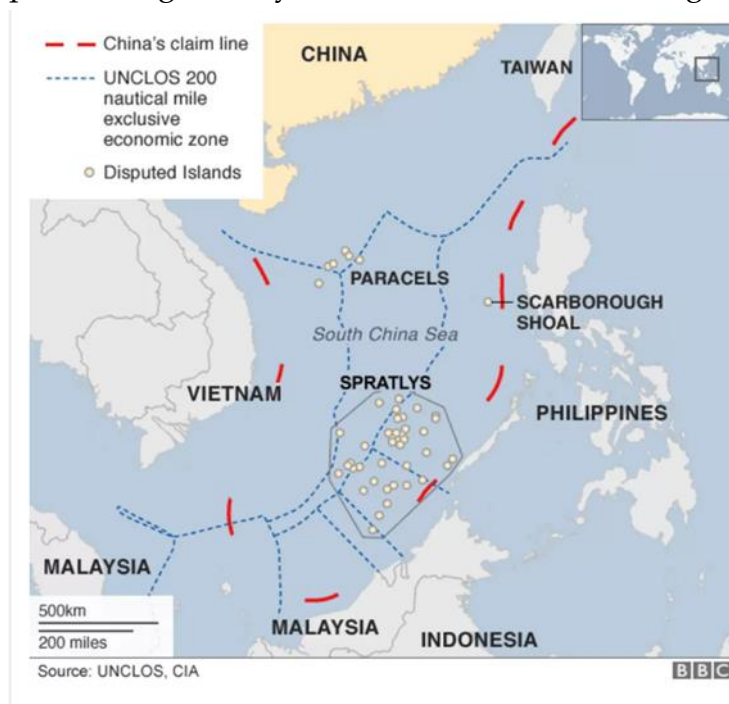 China's claim line
UNCLOS 200
nautical mile
exclusive
economic zone
Disputed Islands
CHINA
TAIWAN
PARACELS
SCARBOROUGH
SHOAL
South China Sea
SPRATLYS
VIETNAM
PHILIPPINES
MALAYSIA
500km
200 miles
MALAYSIA
INDONESIA
Source: UNCLOS, CIA
BBC